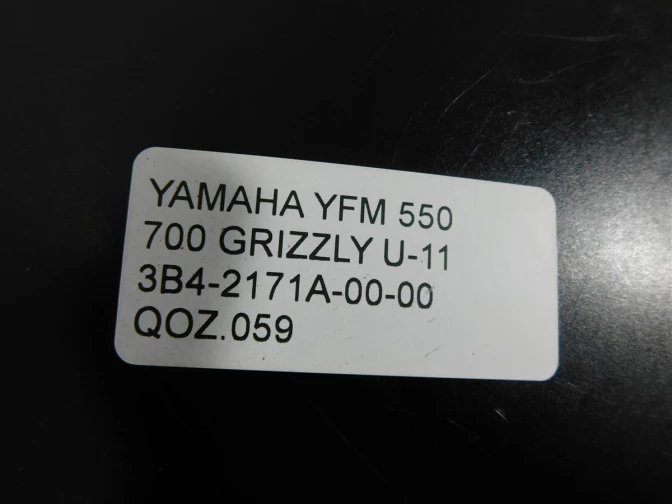 YAMAHA YFM 550
700 GRIZZLY U-11
3B4-2171A-00-00
QOZ.059